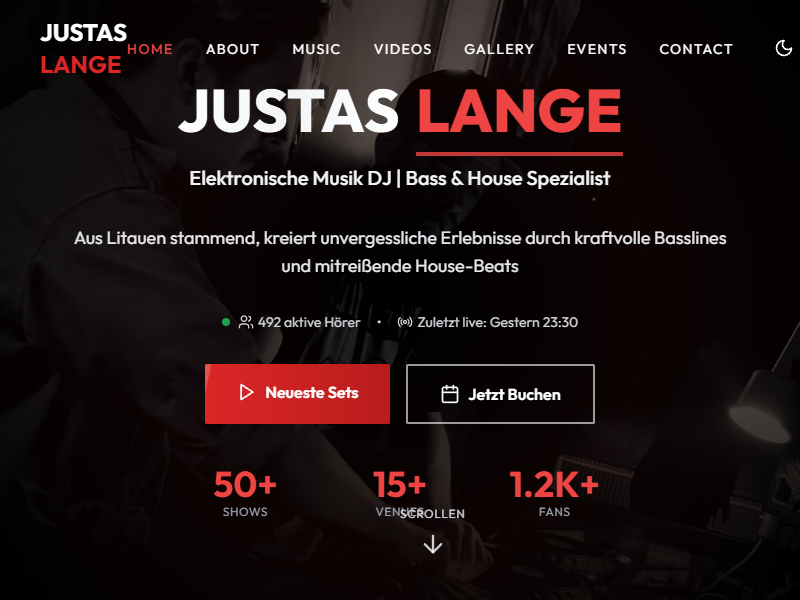 JUSTAS
LANGE
HOME
ABOUT
MUSIC
VIDEOS
GALLERY
EVENTS
CONTACT
JUSTAS LANGE
Elektronische Musik DJ | Bass & House Spezialist
Aus Litauen stammend, kreiert unvergessliche Erlebnisse durch kraftvolle Basslines
und mitreißende House-Beats
492 aktive Hörer • Zuletzt live: Gestern 23:30
Neueste Sets
Jetzt Buchen
50+
SHOWS
15+
VENUES
1.2K+
FANS
SCROLLEN